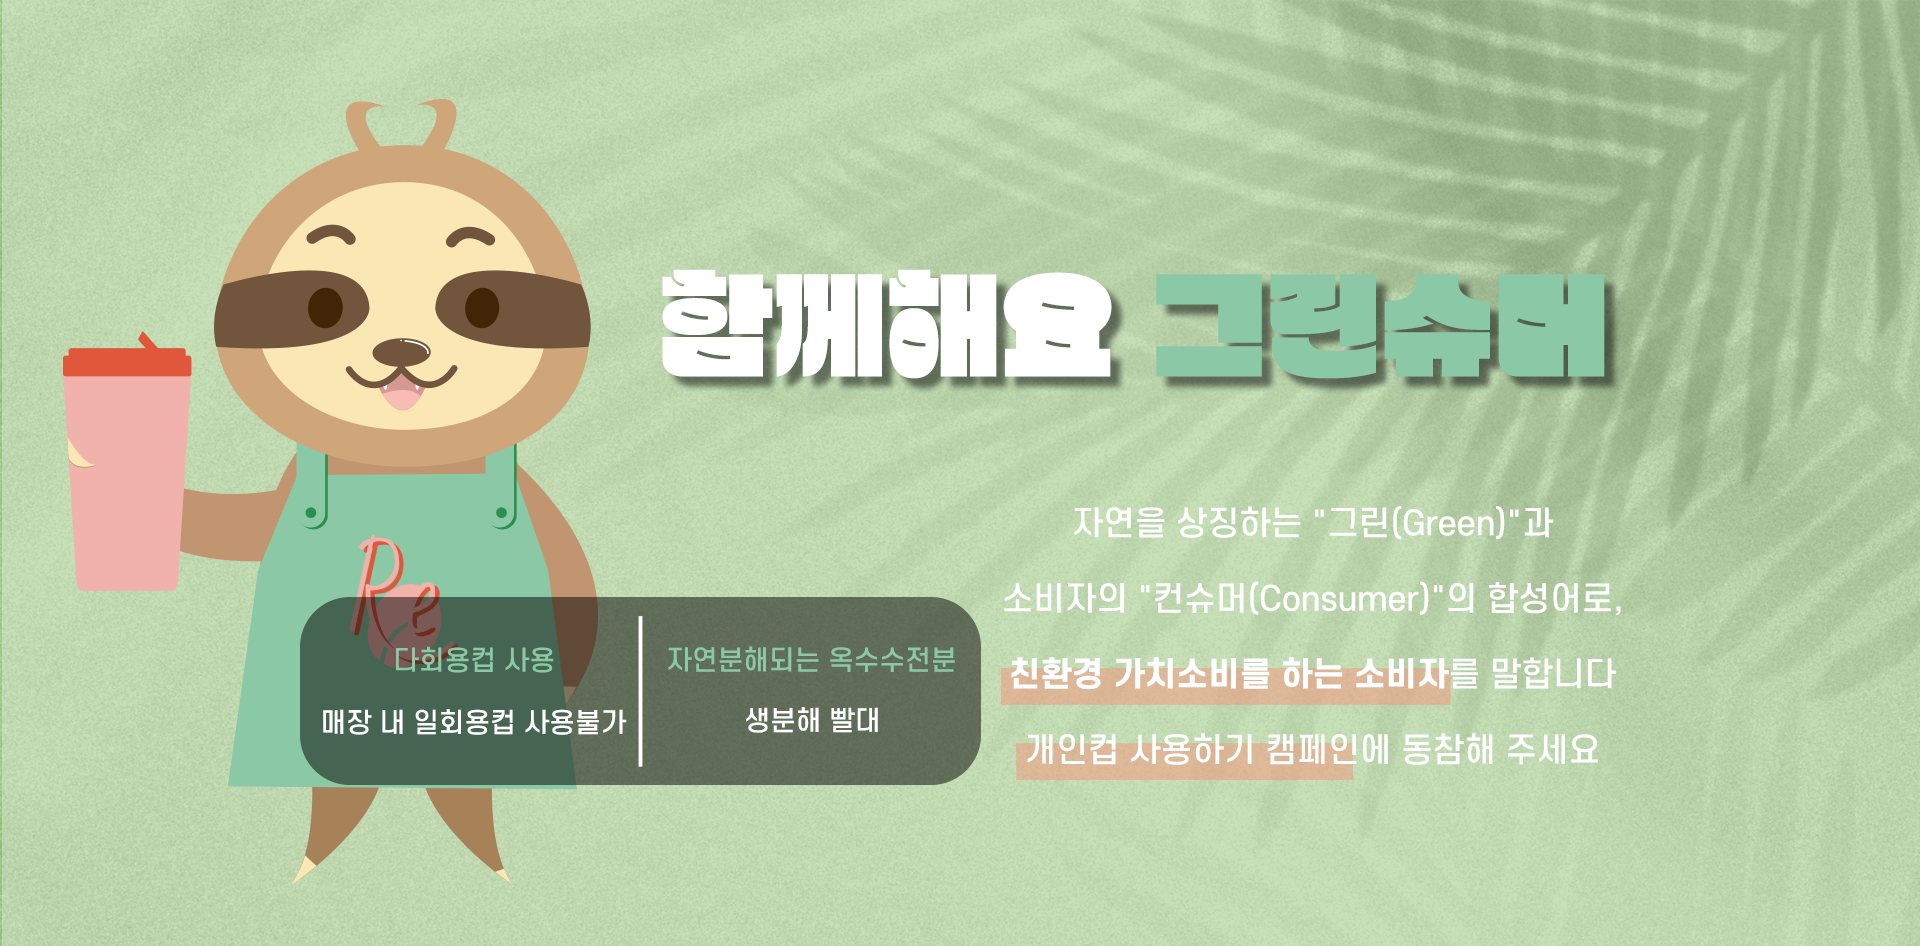 함께해요 그린슈머
자연을 상징하는 "그린(Green)"과
소비자의 "컨슈머(Consumer)"의 합성어로,
친환경 가치소비를 하는 소비자를 말합니다
개인컵 사용하기 캠페인에 동참해 주세요
Re
다회용컵 사용
매장 내 일회용컵 사용불가
자연분해되는 옥수수전분
생분해 빨대